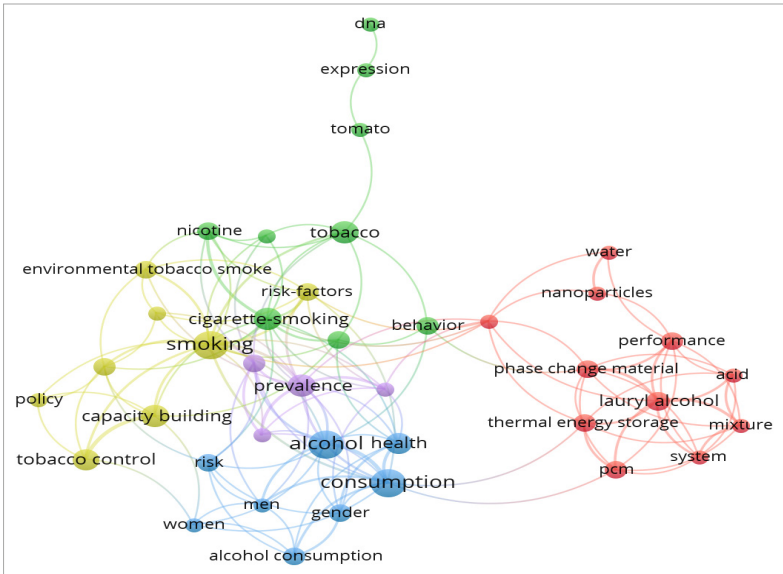 dna
expression
tomato
nicotine
tobacco
water
environmental tobacco smoke
risk-factors
nanoparticles
cigarette-smoking
behavior
smoking
performance
prevalence
phase change material
acid
policy
capacity building
lauryl alcohol
thermal energy storage
mixture
alcohol
health
tobacco control
risk
system
pcm
consumption
men
gender
women
alcohol consumption